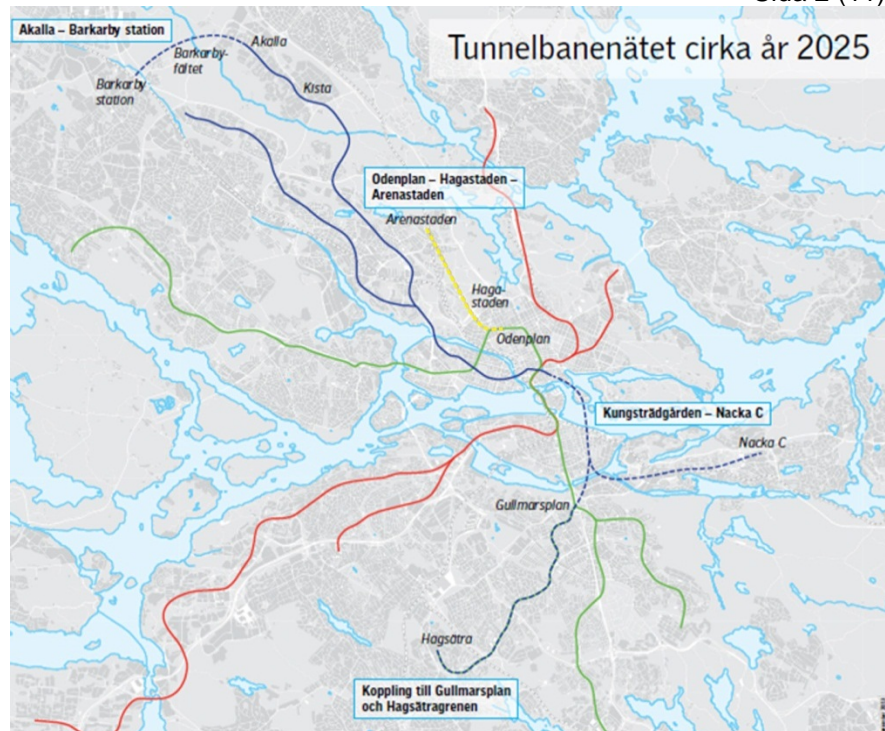 Tunnelbanenätet cirka år 2025
Akalla – Barkarby station
Akalla
Barkarby-
fältet
Barkarby
station
Kista
Odenplan – Hagastaden –
Arenastaden
Arenastaden
Haga-
staden
Odenplan
Kungsträdgården – Nacka C
Nacka C
Gullmarsplan
Hagsätra
Koppling till Gullmarsplan
och Hagsätragrenen